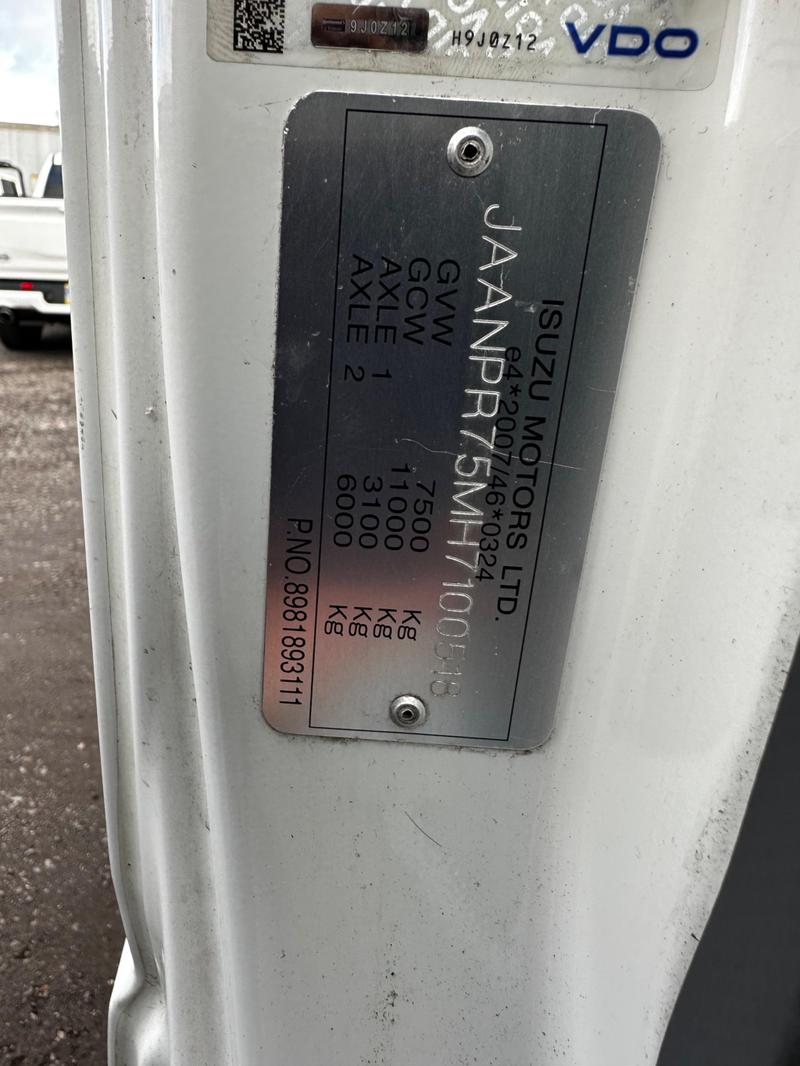 9J0Z12
H9J0Z12
VDO
ISUZU MOTORS LTD.
e4*2007/46*0324
JAANPR75MH7100518
GVW 7500 Kg
GCW 11000 Kg
AXLE 1 3100 Kg
AXLE 2 6000 Kg
P.NO.8981893111